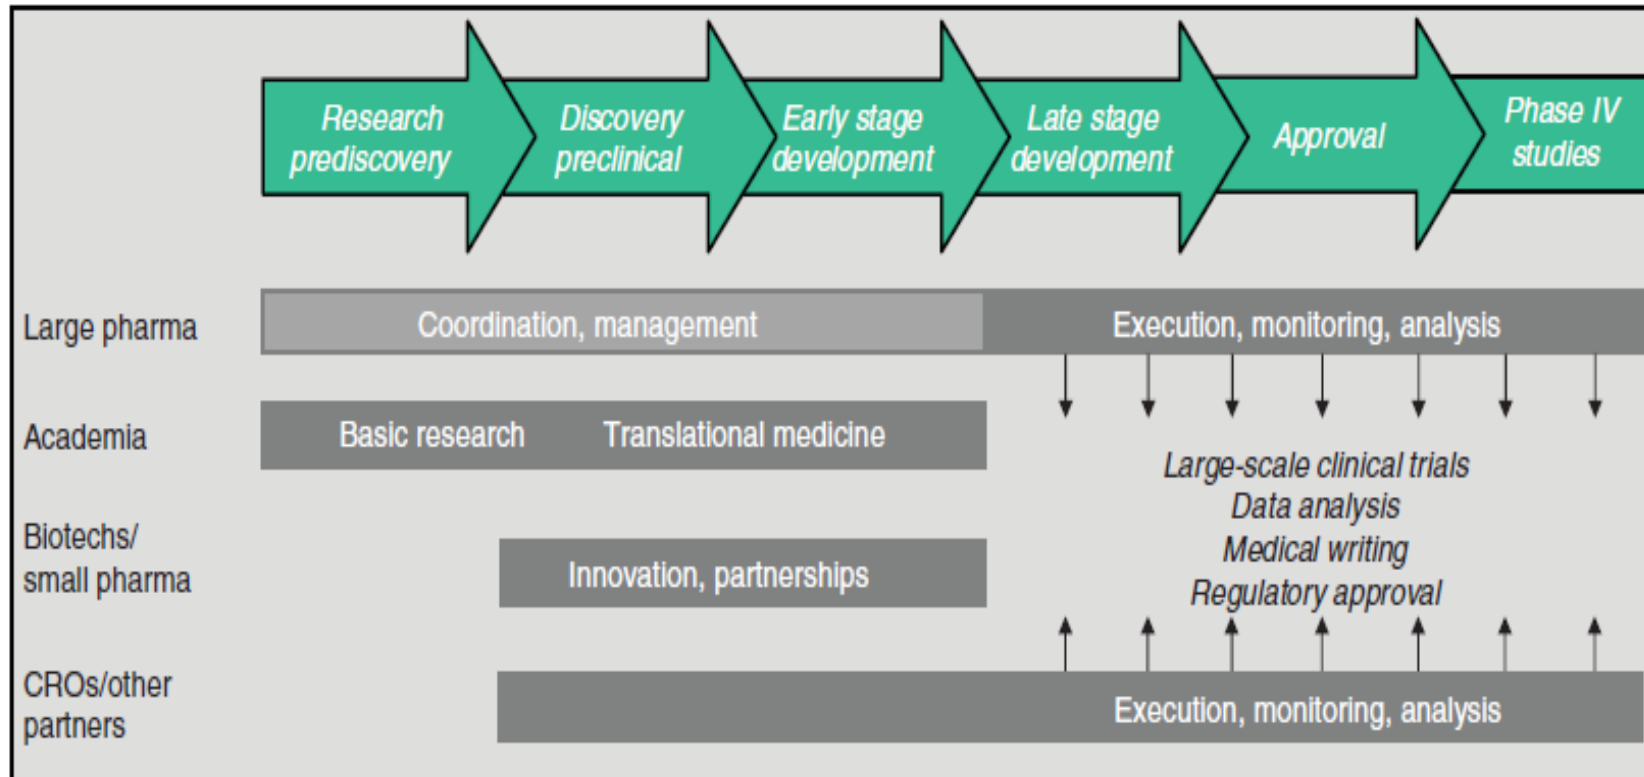 Research
prediscovery
Discovery
preclinical
Early stage
development
Late stage
development
Approval
Phase IV
studies
Large pharma
Coordination, management
Execution, monitoring, analysis
Academia
Basic research
Translational medicine
Large-scale clinical trials
Data analysis
Medical writing
Regulatory approval
Biotechs/
small pharma
Innovation, partnerships
CROs/other
partners
Execution, monitoring, analysis